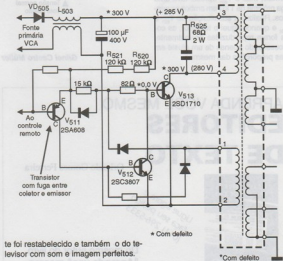 VD505
L503
* 300 V
(+ 285 V)
Fonte
primária
VCA
100 µF
400 V
R525
68Ω
2 W
3
R521
120 kΩ
R520
120 kΩ
* 300 V
(280 V)
15 kΩ
82Ω
*0,0 V
C
B
E
V513
2SD1710
Ao
controle
remoto
E
B
C
V511
2SA608
Transistor
com fuga entre
coletor e emissor
C
B
E
V512
2SC3807
2
* Com defeito
te foi restabelecido e também o do te-
levisor com som e imagem perfeitos.
*Com defeito